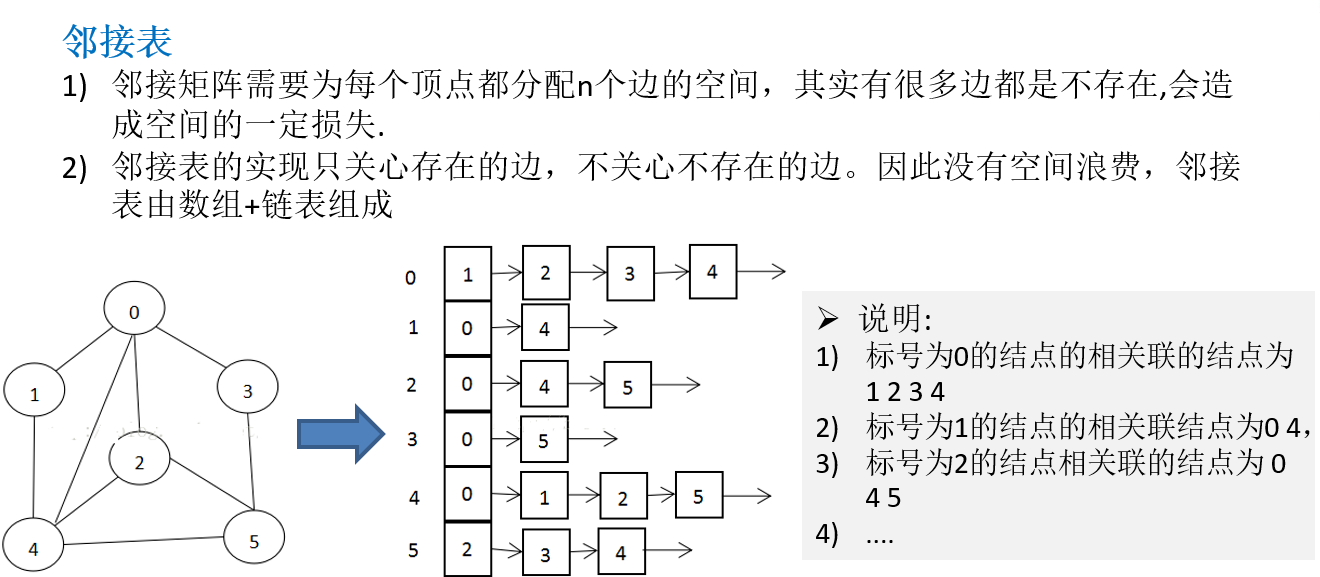 邻接表
1) 邻接矩阵需要为每个顶点都分配n个边的空间，其实有很多边都是不存在,会造
成空间的一定损失.
2) 邻接表的实现只关心存在的边，不关心不存在的边。因此没有空间浪费，邻接
表由数组+链表组成
0
1
3
2
4
5
0 1 2 3 4
1 0 4
2 0 4 5
3 0 5
4 0 1 2 5
5 2 3 4
➢ 说明:
1) 标号为0的结点的相关联的结点为
1 2 3 4
2) 标号为1的结点的相关联结点为0 4，
3) 标号为2的结点相关联的结点为 0
4 5
4) ....